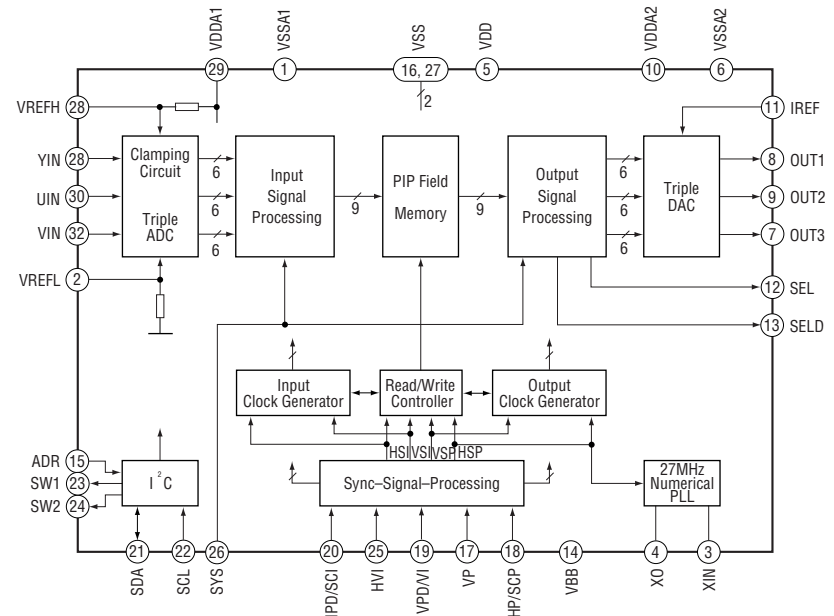 VDDA1
VSSA1
VSS
VDD
VDDA2
VSSA2
29
1
16, 27
5
10
6
2
VREFH 28
11 IREF
YIN 28
UIN 30
VIN 32
VREFL 2
Clamping
Circuit
Triple
ADC
6
6
6
Input
Signal
Processing
9
PIP Field
Memory
9
Output
Signal
Processing
6
6
6
Triple
DAC
8 OUT1
9 OUT2
7 OUT3
12 SEL
13 SELD
Input
Clock Generator
Read/Write
Controller
Output
Clock Generator
HSI VSI VSP HSP
ADR 15
SW1 23
SW2 24
I²C
Sync–Signal–Processing
27MHz
Numerical
PLL
21
22
26
20
25
19
17
18
14
4
3
SDA
SCL
SYS
IPD/SCI
HVI
VPD/VI
VP
HP/SCP
VBB
XO
XIN